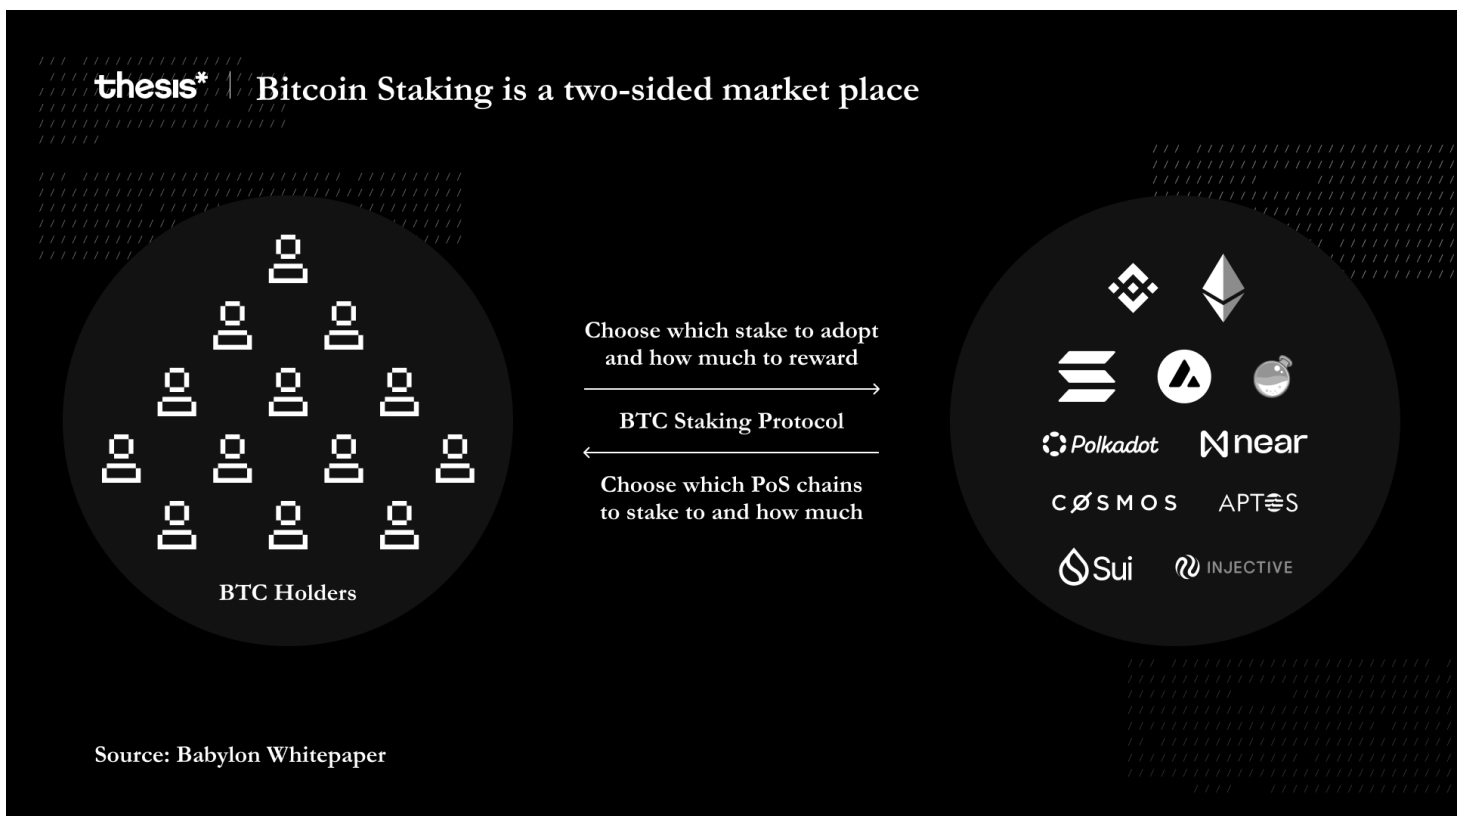 thesis*
Bitcoin Staking is a two-sided market place
Choose which stake to adopt
and how much to reward
BTC Staking Protocol
Choose which PoS chains
to stake to and how much
BTC Holders
Polkadot
near
CØSMOS
APTOS
Sui
INJECTIVE
Source: Babylon Whitepaper